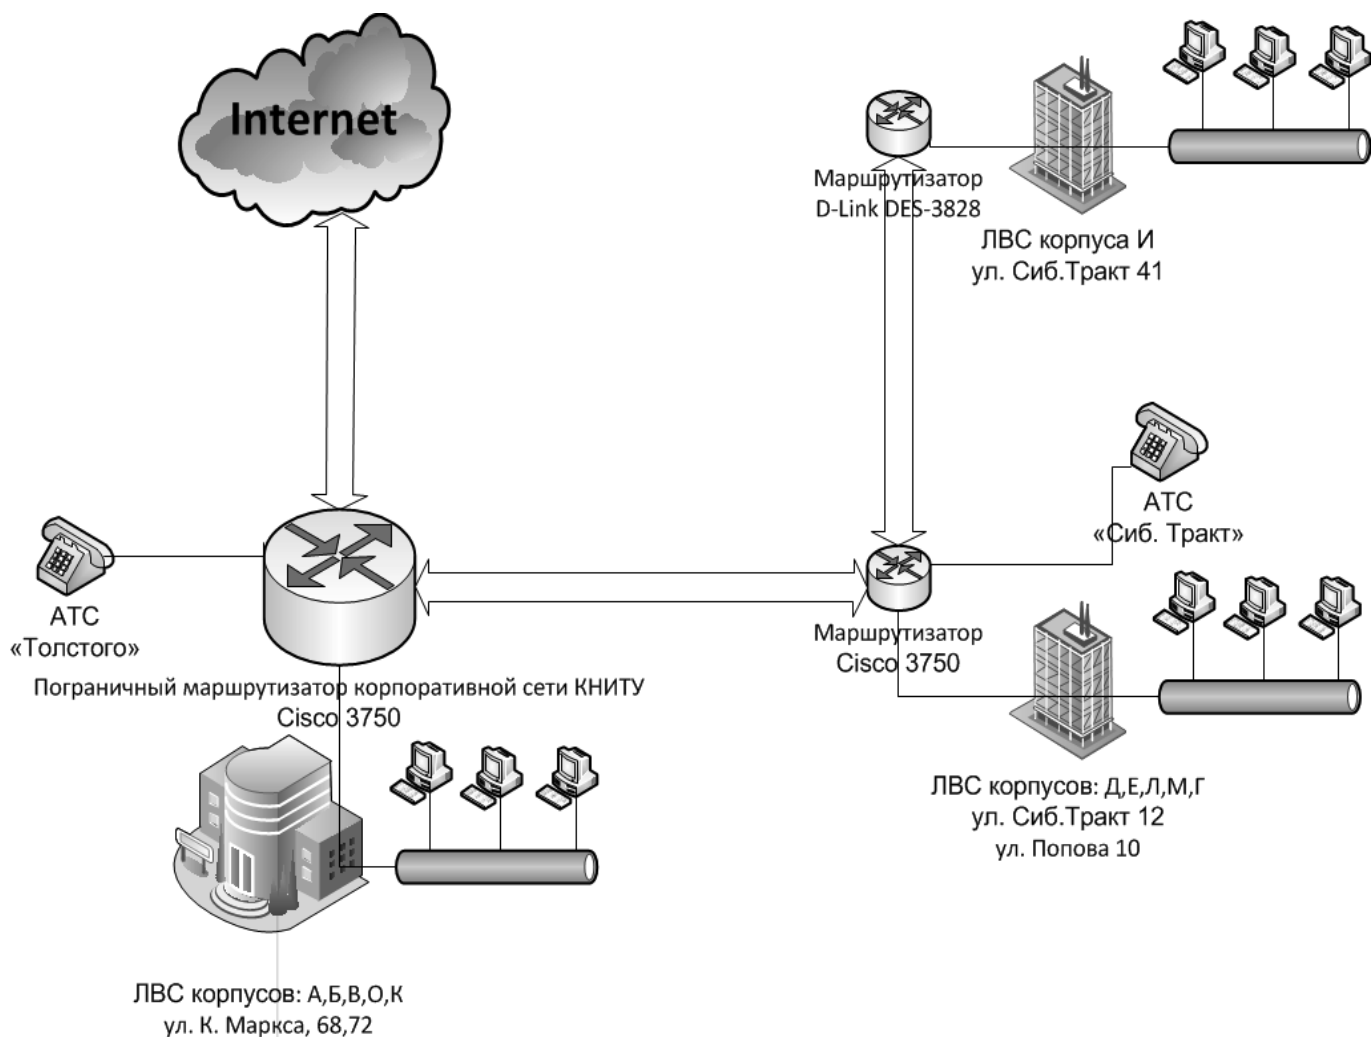 Internet
Маршрутизатор
D-Link DES-3828
ЛВС корпуса И
ул. Сиб.Тракт 41
АТС
«Сиб. Тракт»
АТС
«Толстого»
Маршрутизатор
Cisco 3750
Пограничный маршрутизатор корпоративной сети КНИТУ
Cisco 3750
ЛВС корпусов: Д,Е,Л,М,Г
ул. Сиб.Тракт 12
ул. Попова 10
ЛВС корпусов: А,Б,В,О,К
ул. К. Маркса, 68,72